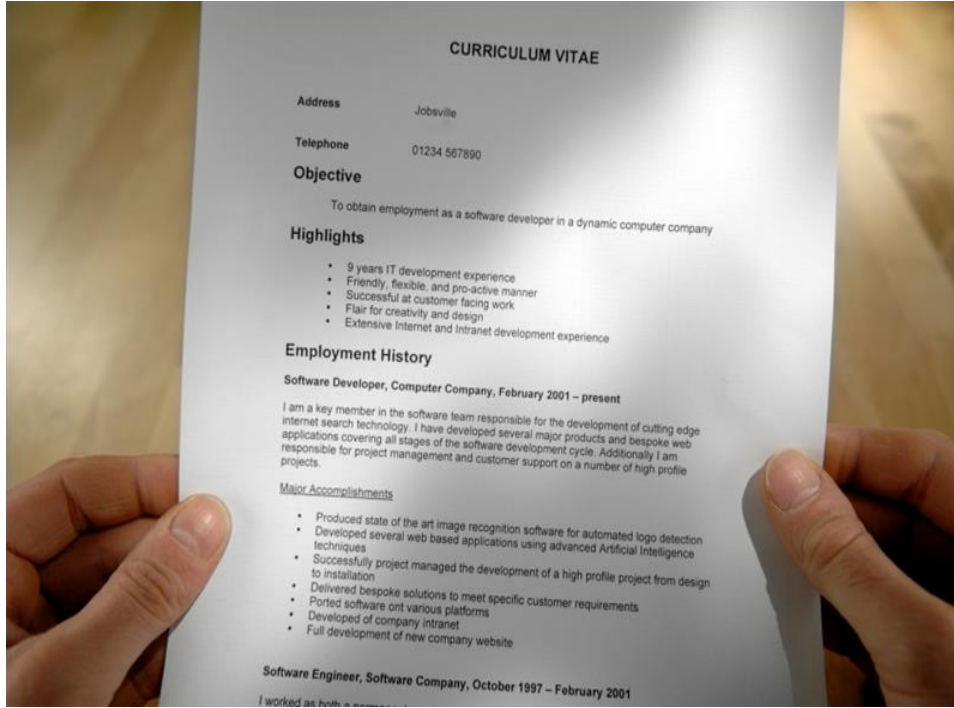 CURRICULUM VITAE
Address Jobsville
Telephone 01234 567890
Objective
To obtain employment as a software developer in a dynamic computer company
Highlights
• 9 years IT development experience
• Friendly, flexible, and pro-active manner
• Successful at customer facing work
• Flair for creativity and design
• Extensive Internet and Intranet development experience
Employment History
Software Developer, Computer Company, February 2001 – present
I am a key member in the software team responsible for the development of cutting edge
internet search technology. I have developed several major products and bespoke web
applications covering all stages of the software development cycle. Additionally I am
responsible for project management and customer support on a number of high profile
projects.
Major Accomplishments
• Produced state of the art image recognition software for automated logo detection
• Developed several web based applications using advanced Artificial Intelligence
techniques
• Successfully project managed the development of a high profile project from design
to installation
• Delivered bespoke solutions to meet specific customer requirements
• Ported software ont various platforms
• Developed of company intranet
• Full development of new company website
Software Engineer, Software Company, October 1997 – February 2001
I worked as both a